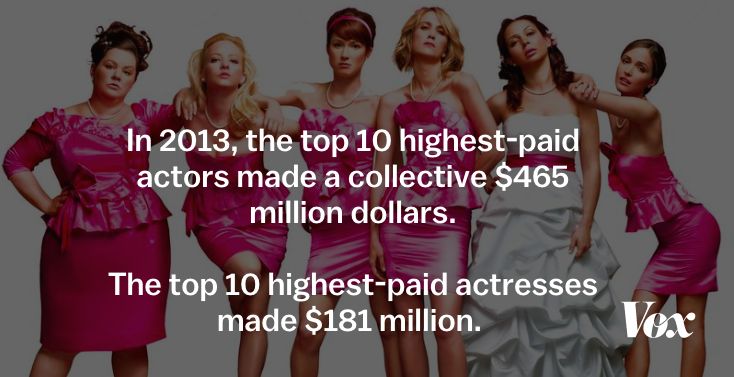 In 2013, the top 10 highest-paid
actors made a collective $465
million dollars.
The top 10 highest-paid actresses
made $181 million.
Vox